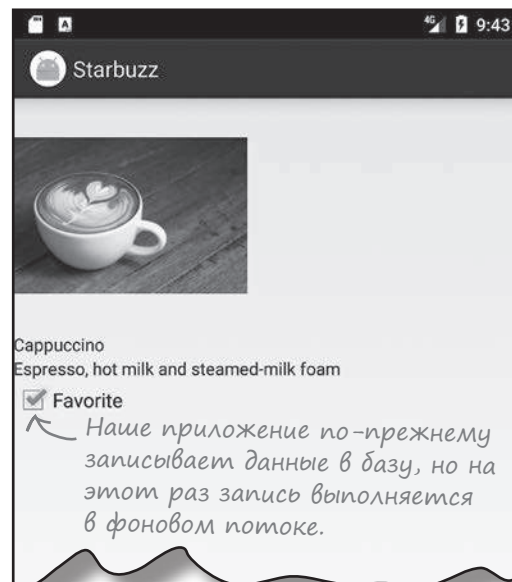 4G 9:43
Starbuzz
Cappuccino
Espresso, hot milk and steamed-milk foam
Favorite
Наше приложение по-прежнему
записывает данные в базу, но на
этот раз запись выполняется
в фоновом потоке.